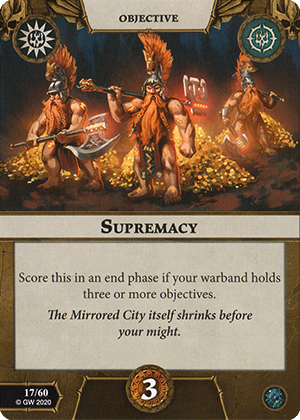 OBJECTIVE
SUPREMACY
Score this in an end phase if your warband holds
three or more objectives.
The Mirrored City itself shrinks before
your might.
17/60
© GW 2020
3